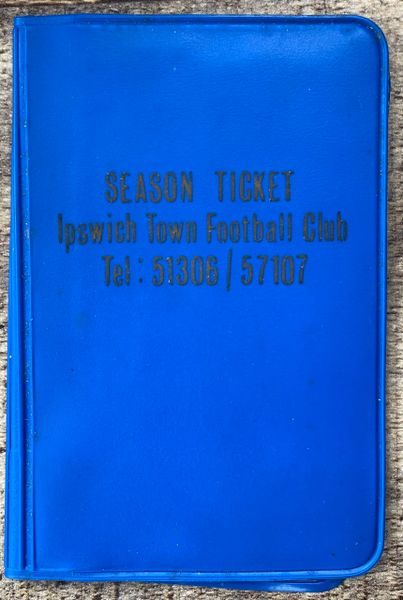 SEASON TICKET
Ipswich Town Football Club
Tel: 51306/57107